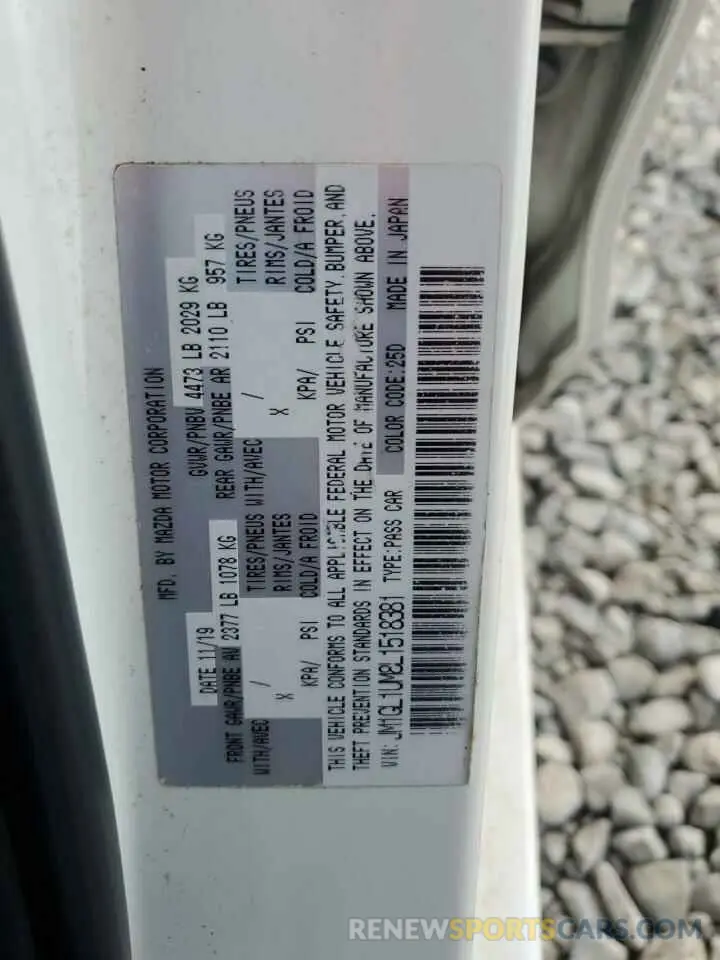 MFD. BY MAZDA MOTOR CORPORATION
DATE 11/19 GVWR/PNBV 4473 LB 2029 KG
FRONT GAWR/PNBE AV 2377 LB 1078 KG REAR GAWR/PNBE AR 2110 LB 957 KG
WITH/AVEC / TIRES/PNEUS WITH/AVEC / TIRES/PNEUS
X RIMS/JANTES X RIMS/JANTES
KPA/ PSI COLD/A FROID KPA/ PSI COLD/A FROID
THIS VEHICLE CONFORMS TO ALL APPLICABLE FEDERAL MOTOR VEHICLE SAFETY, BUMPER, AND
THEFT PREVENTION STANDARDS IN EFFECT ON THE DATE OF MANUFACTURE SHOWN ABOVE.
VIN: JM1GL1UM2L1518381 TYPE:PASS CAR COLOR CODE:25D MADE IN JAPAN
RENEWSPORTSCARS.COM